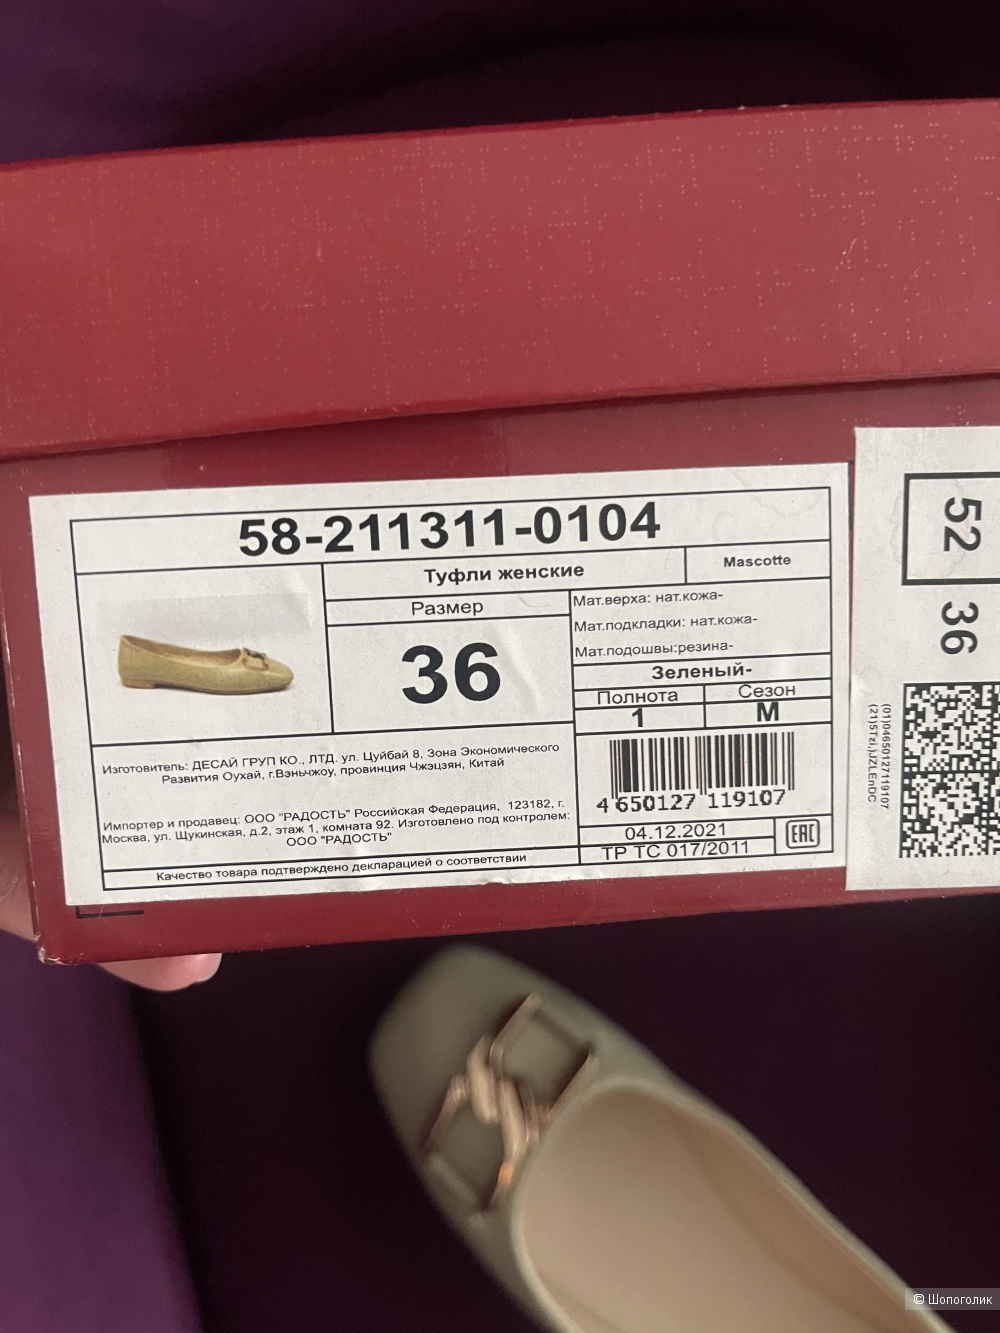 58-211311-0104
Туфли женские
Mascotte
Размер
36
Мат.верха: нат.кожа-
Мат.подкладки: нат.кожа-
Мат.подошвы:резина-
Зеленый-
Полнота
Сезон
1
М
4 650127 119107
04.12.2021
ТР ТС 017/2011
EAC
Изготовитель: ДЕСАЙ ГРУП КО., ЛТД. ул. Цуйбай 8, Зона Экономического
Развития Оухай, г.Вэньчжоу, провинция Чжэцзян, Китай
Импортер и продавец: ООО "РАДОСТЬ" Российская Федерация, 123182, г.
Москва, ул. Щукинская, д.2, этаж 1, комната 92. Изготовлено под контролем:
ООО "РАДОСТЬ"
Качество товара подтверждено декларацией о соответствии
52
36
(01)04650127119107
© Шопоголик